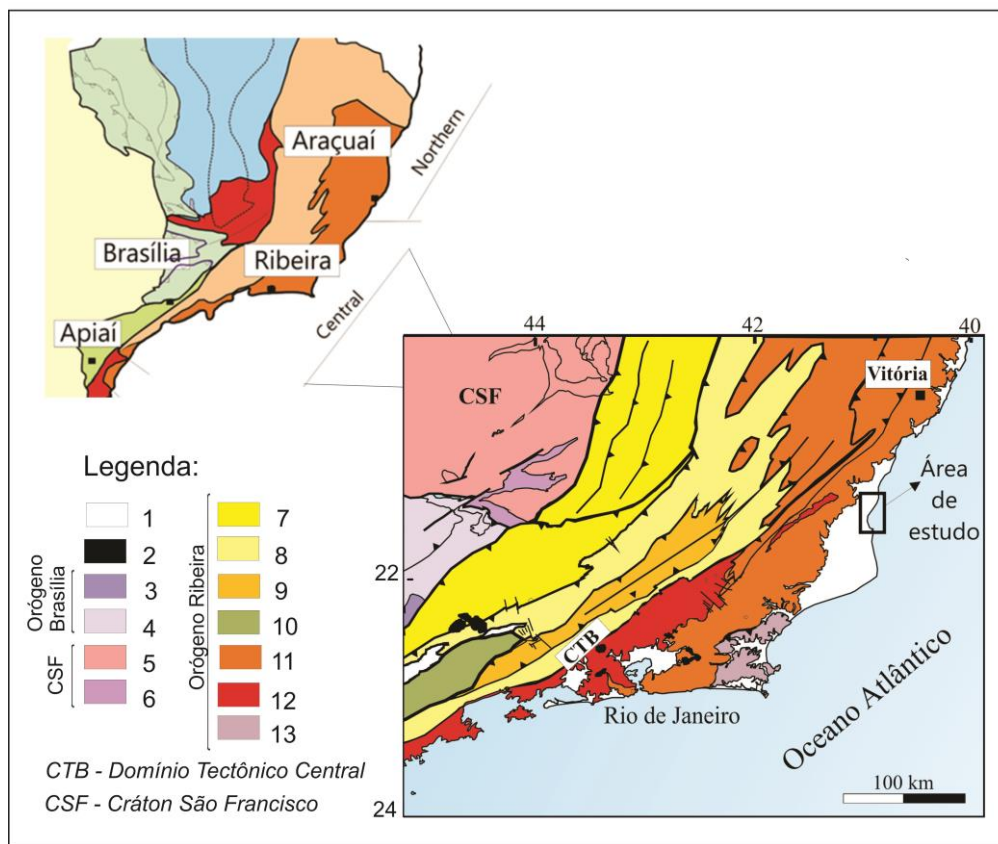 Araçuaí
Northern
Brasília
Ribeira
Central
Apiaí
44
42
40
CSF
Vitória
Área
de
estudo
22
CTB
Rio de Janeiro
Oceano Atlântico
100 km
24
Legenda:
Orógeno
Brasília
CSF
1
2
3
4
5
6
Orógeno Ribeira
7
8
9
10
11
12
13
CTB - Domínio Tectônico Central
CSF - Cráton São Francisco